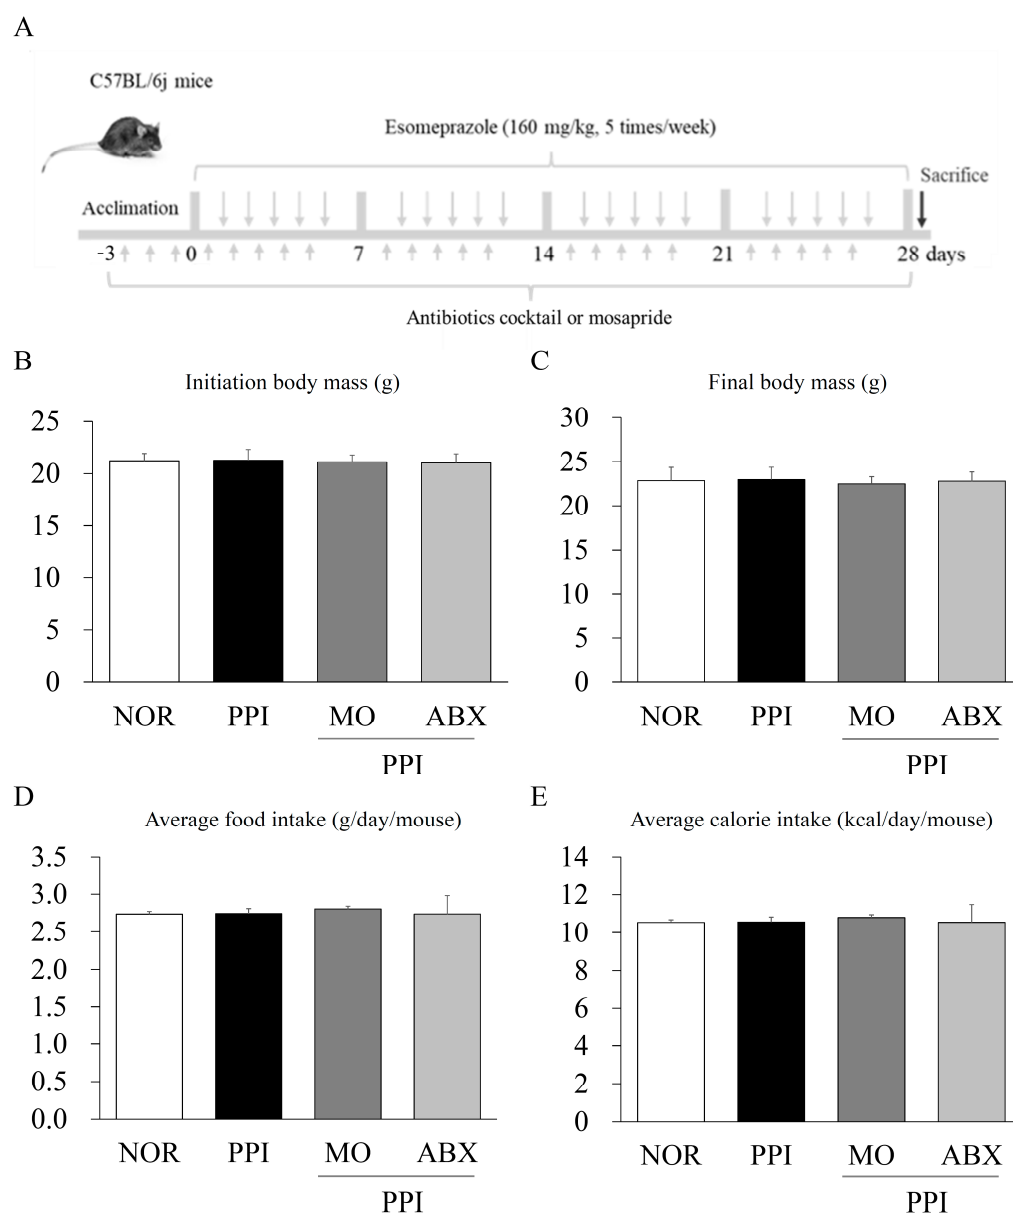 A
C57BL/6j mice
Esomeprazole (160 mg/kg, 5 times/week)
Sacrifice
Acclimation
-3 0 7 14 21 28 days
Antibiotics cocktail or mosapride
B
Initiation body mass (g)
25
20
15
10
5
0
NOR PPI MO ABX
PPI
C
Final body mass (g)
30
25
20
15
10
5
0
NOR PPI MO ABX
PPI
D
Average food intake (g/day/mouse)
3.5
3.0
2.5
2.0
1.5
1.0
0.5
0.0
NOR PPI MO ABX
PPI
E
Average calorie intake (kcal/day/mouse)
14
12
10
8
6
4
2
0
NOR PPI MO ABX
PPI